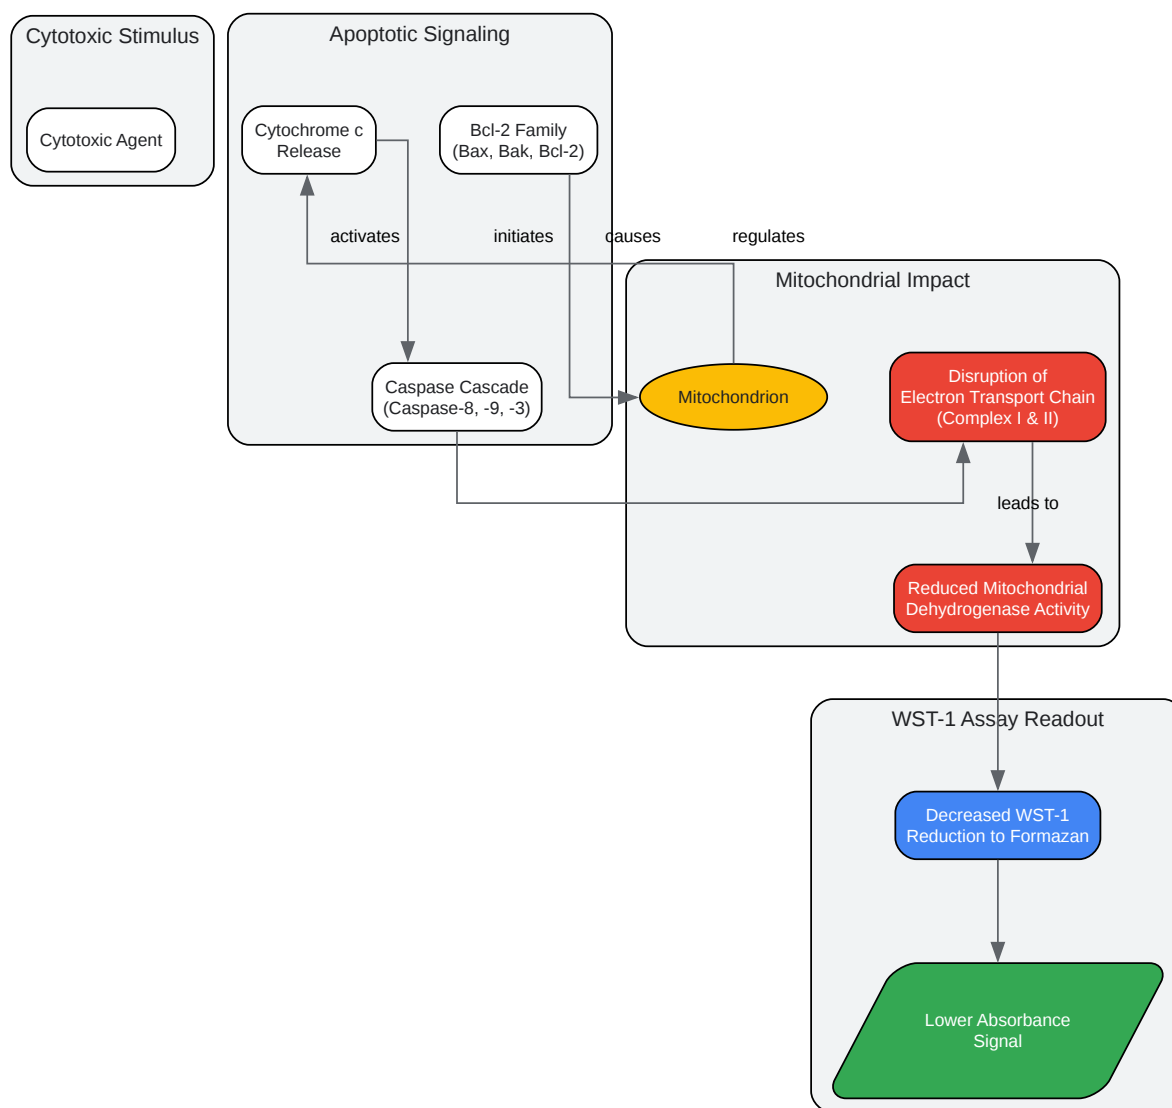 Cytotoxic Stimulus
Cytotoxic Agent
Apoptotic Signaling
Cytochrome c
Release
Bcl-2 Family
(Bax, Bak, Bcl-2)
activates
initiates
causes
regulates
Caspase Cascade
(Caspase-8, -9, -3)
Mitochondrial Impact
Mitochondrion
Disruption of
Electron Transport Chain
(Complex I & II)
leads to
Reduced Mitochondrial
Dehydrogenase Activity
WST-1 Assay Readout
Decreased WST-1
Reduction to Formazan
Lower Absorbance
Signal